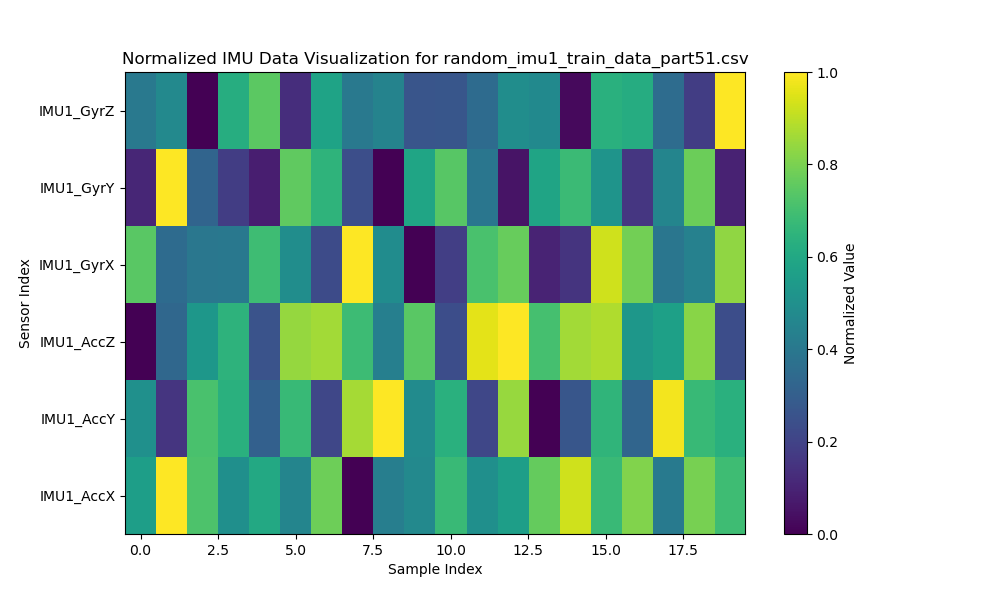 Normalized IMU Data Visualization for random_imu1_train_data_part51.csv
IMU1_GyrZ
IMU1_GyrY
IMU1_GyrX
IMU1_AccZ
IMU1_AccY
IMU1_AccX
Sensor Index
0.0 2.5 5.0 7.5 10.0 12.5 15.0 17.5
Sample Index
1.0
0.8
0.6
0.4
0.2
0.0
Normalized Value